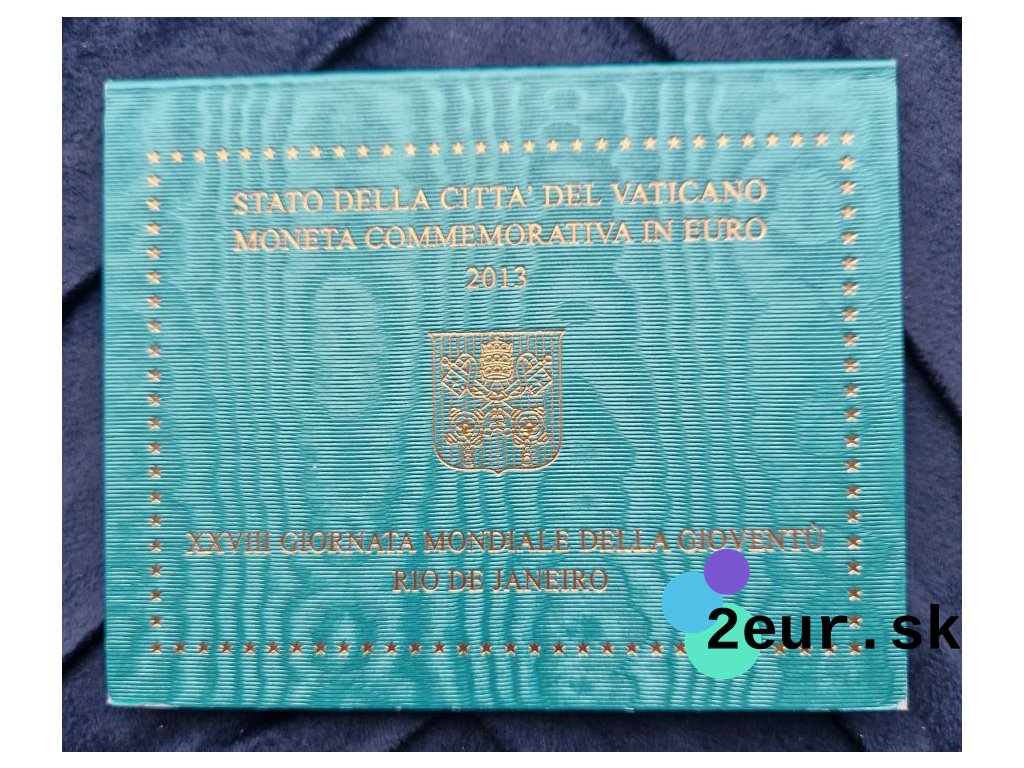 STATO DELLA CITTA' DEL VATICANO
MONETA COMMEMORATIVA IN EURO
2013
XXVIII GIORNATA MONDIALE DELLA GIOVENTÙ
RIO DE JANEIRO
2eur.sk